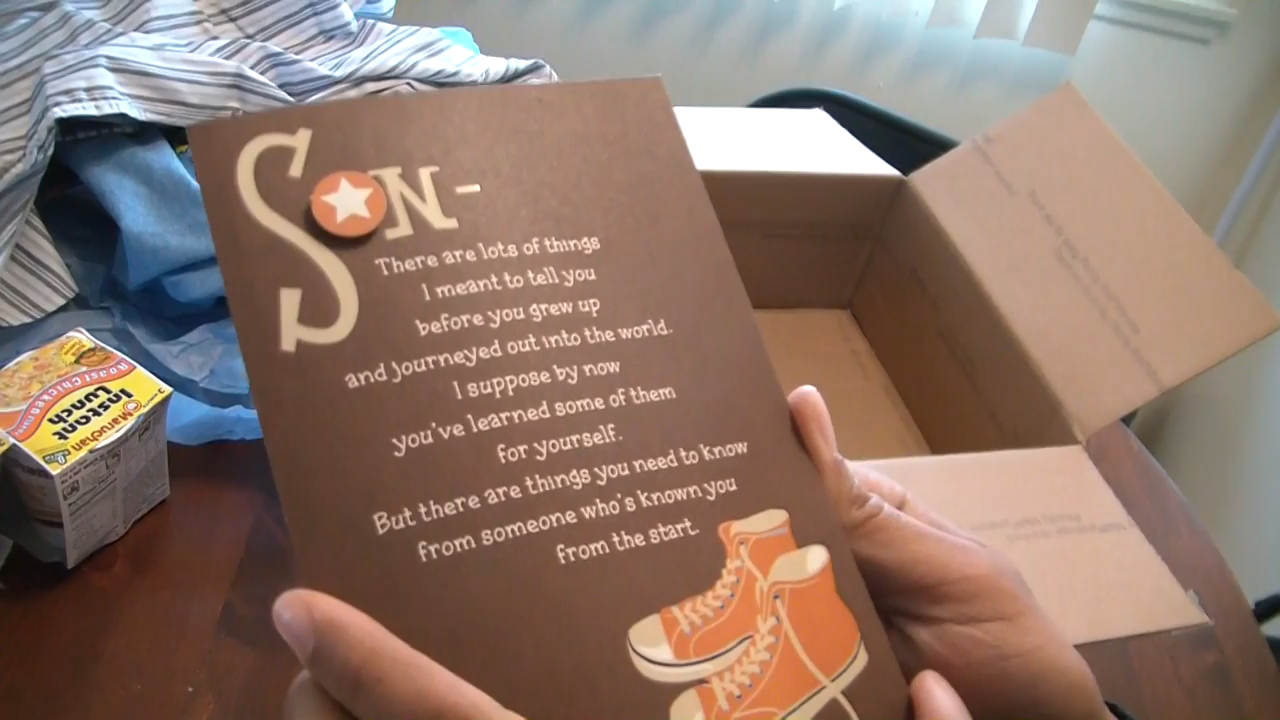 SON-
There are lots of things
I meant to tell you
before you grew up
and journeyed out into the world.
I suppose by now
you've learned some of them
for yourself.
But there are things you need to know
from someone who's known you
from the start.
Maruchan
Instant
Lunch
Roast Chicken